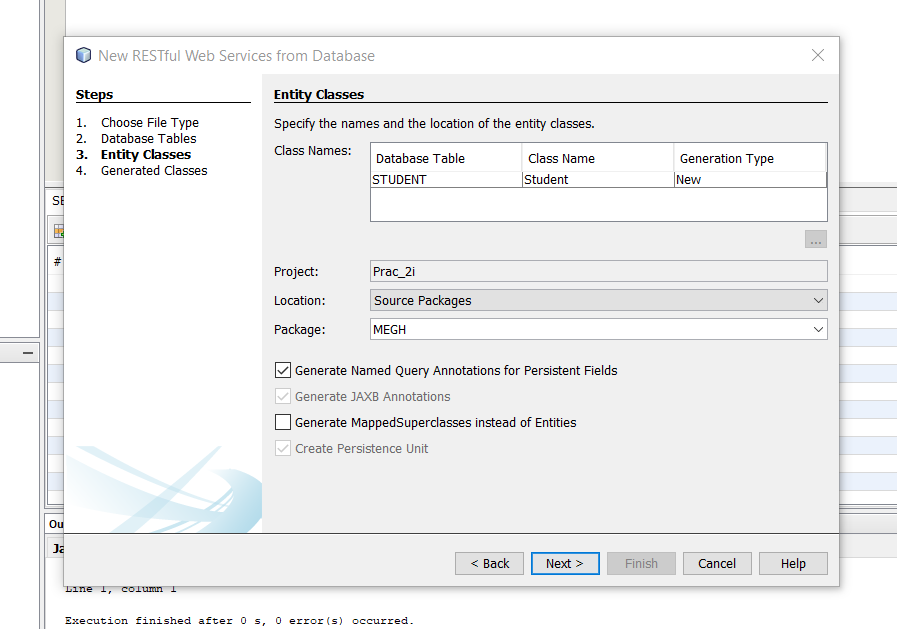 New RESTful Web Services from Database
Steps
1. Choose File Type
2. Database Tables
3. Entity Classes
4. Generated Classes
Entity Classes
Specify the names and the location of the entity classes.
Class Names:
Database Table Class Name Generation Type
STUDENT Student New
...
Project: Prac_2i
Location: Source Packages
Package: MEGH
Generate Named Query Annotations for Persistent Fields
Generate JAXB Annotations
Generate MappedSuperclasses instead of Entities
Create Persistence Unit
< Back Next > Finish Cancel Help
#
Line 1, column 1
Execution finished after 0 s, 0 error(s) occurred.